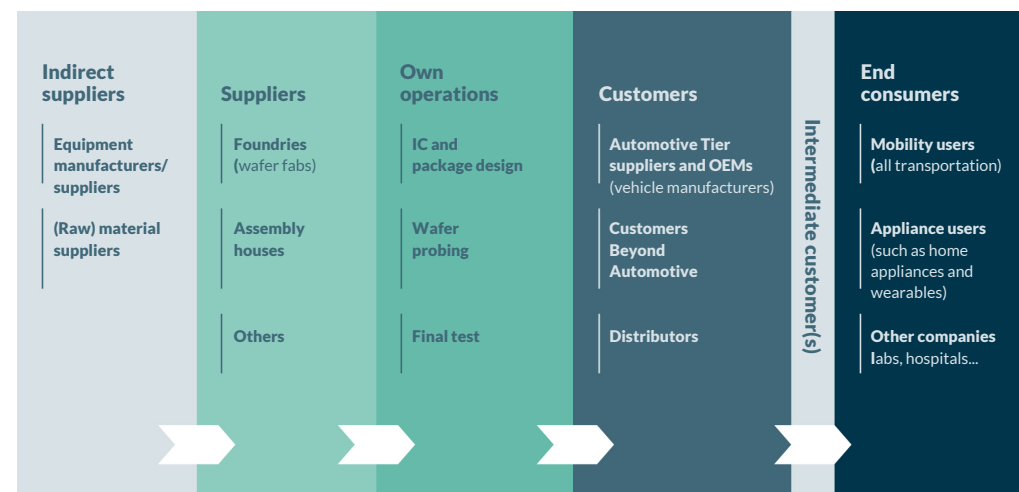 Indirect
suppliers
Equipment
manufacturers/
suppliers
(Raw) material
suppliers
Suppliers
Foundries
(wafer fabs)
Assembly
houses
Others
Own
operations
IC and
package design
Wafer
probing
Final test
Customers
Automotive Tier
suppliers and OEMs
(vehicle manufacturers)
Customers
Beyond
Automotive
Distributors
Intermediate customer(s)
End
consumers
Mobility users
(all transportation)
Appliance users
(such as home
appliances and
wearables)
Other companies
labs, hospitals...